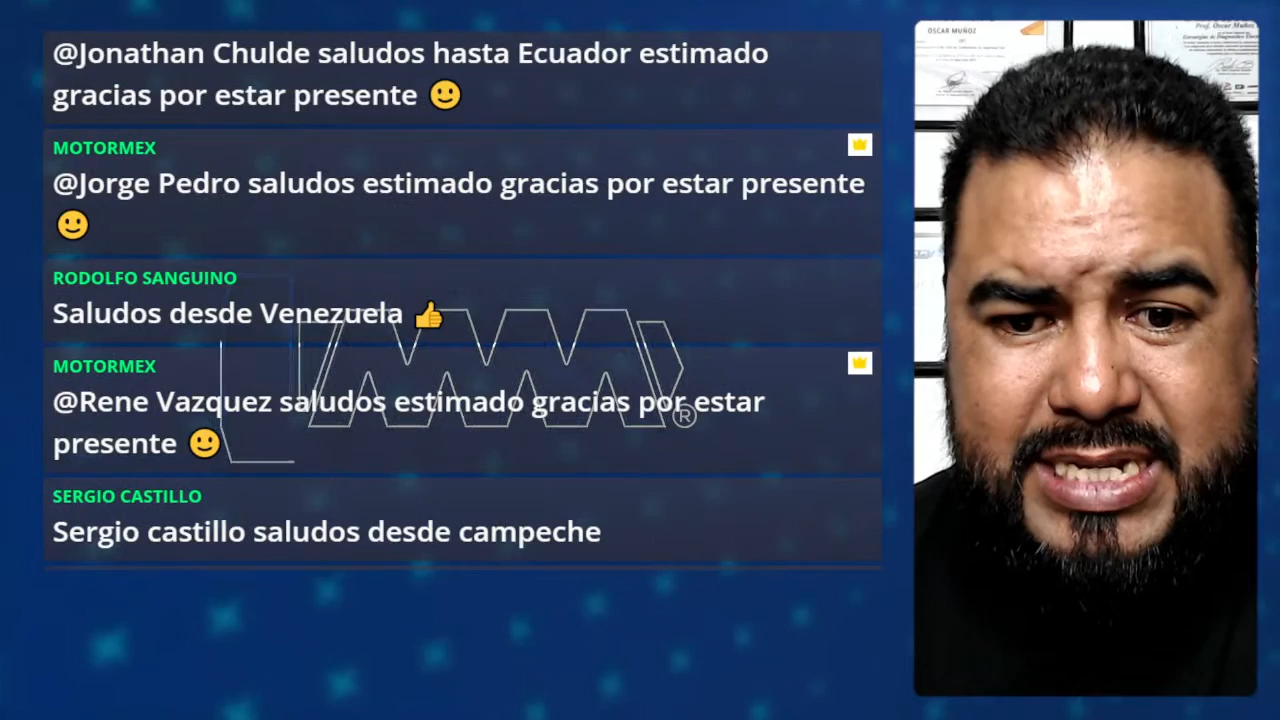 @Jonathan Chulde saludos hasta Ecuador estimado
gracias por estar presente 🙂
MOTORMEX
@Jorge Pedro saludos estimado gracias por estar presente
🙂
RODOLFO SANGUINO
Saludos desde Venezuela 👍
MOTORMEX
@Rene Vazquez saludos estimado gracias por estar
presente 🙂
SERGIO CASTILLO
Sergio castillo saludos desde campeche
®
OSCAR MUÑOZ